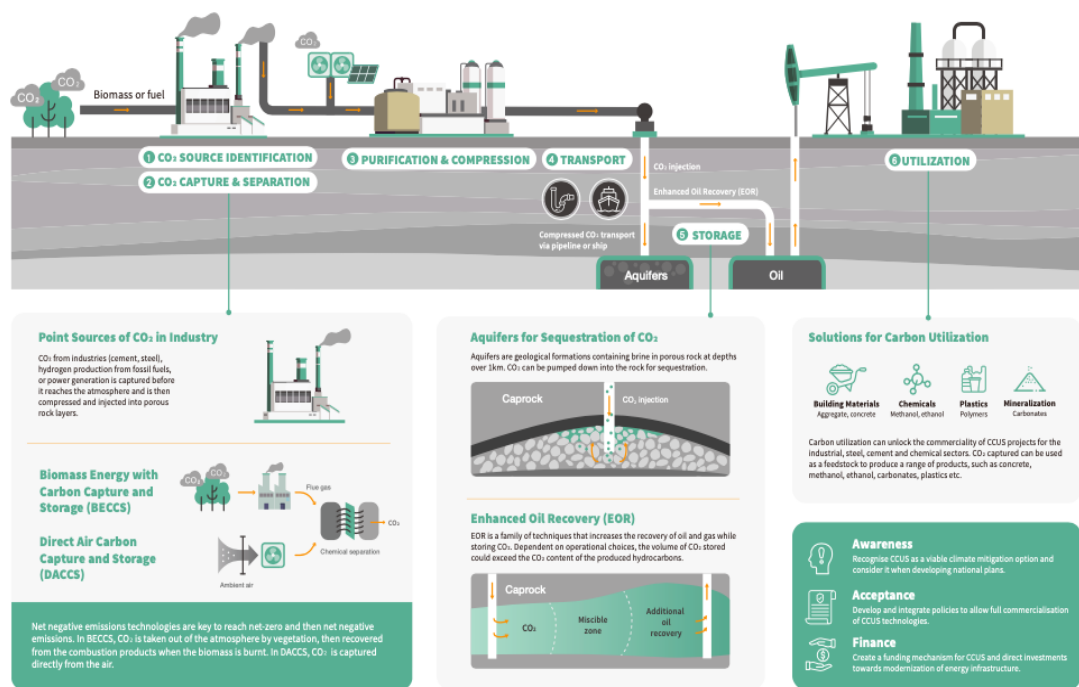 CO₂
CO₂
CO₂
Biomass or fuel
1 CO₂ SOURCE IDENTIFICATION
2 CO₂ CAPTURE & SEPARATION
3 PURIFICATION & COMPRESSION
4 TRANSPORT
Compressed CO₂ transport
via pipeline or ship
CO₂ injection
Enhanced Oil Recovery (EOR)
5 STORAGE
Aquifers
Oil
6 UTILIZATION
Point Sources of CO₂ in Industry
CO₂ from industries (cement, steel),
hydrogen production from fossil fuels,
or power generation is captured before
it reaches the atmosphere and is then
compressed and injected into porous
rock layers.
Biomass Energy with
Carbon Capture and
Storage (BECCS)
CO₂
CO₂
Flue gas
CO₂
Chemical separation
Direct Air Carbon
Capture and Storage
(DACCS)
Ambient air
Net negative emissions technologies are key to reach net-zero and then net negative
emissions. In BECCS, CO₂ is taken out of the atmosphere by vegetation, then recovered
from the combustion products when the biomass is burnt. In DACCS, CO₂ is captured
directly from the air.
Aquifers for Sequestration of CO₂
Aquifers are geological formations containing brine in porous rock at depths
over 1km. CO₂ can be pumped down into the rock for sequestration.
Caprock
CO₂ injection
Enhanced Oil Recovery (EOR)
EOR is a family of techniques that increases the recovery of oil and gas while
storing CO₂. Dependent on operational choices, the volume of CO₂ stored
could exceed the CO₂ content of the produced hydrocarbons.
Caprock
CO₂
Miscible
zone
Additional
oil
recovery
Solutions for Carbon Utilization
Building Materials
Aggregate, concrete
Chemicals
Methanol, ethanol
Plastics
Polymers
Mineralization
Carbonates
Carbon utilization can unlock the commerciality of CCUS projects for the
industrial, steel, cement and chemical sectors. CO₂ captured can be used
as a feedstock to produce a range of products, such as concrete,
methanol, ethanol, carbonates, plastics etc.
Awareness
Recognise CCUS as a viable climate mitigation option and
consider it when developing national plans.
Acceptance
Develop and integrate policies to allow full commercialisation
of CCUS technologies.
Finance
Create a funding mechanism for CCUS and direct investments
towards modernization of energy infrastructure.